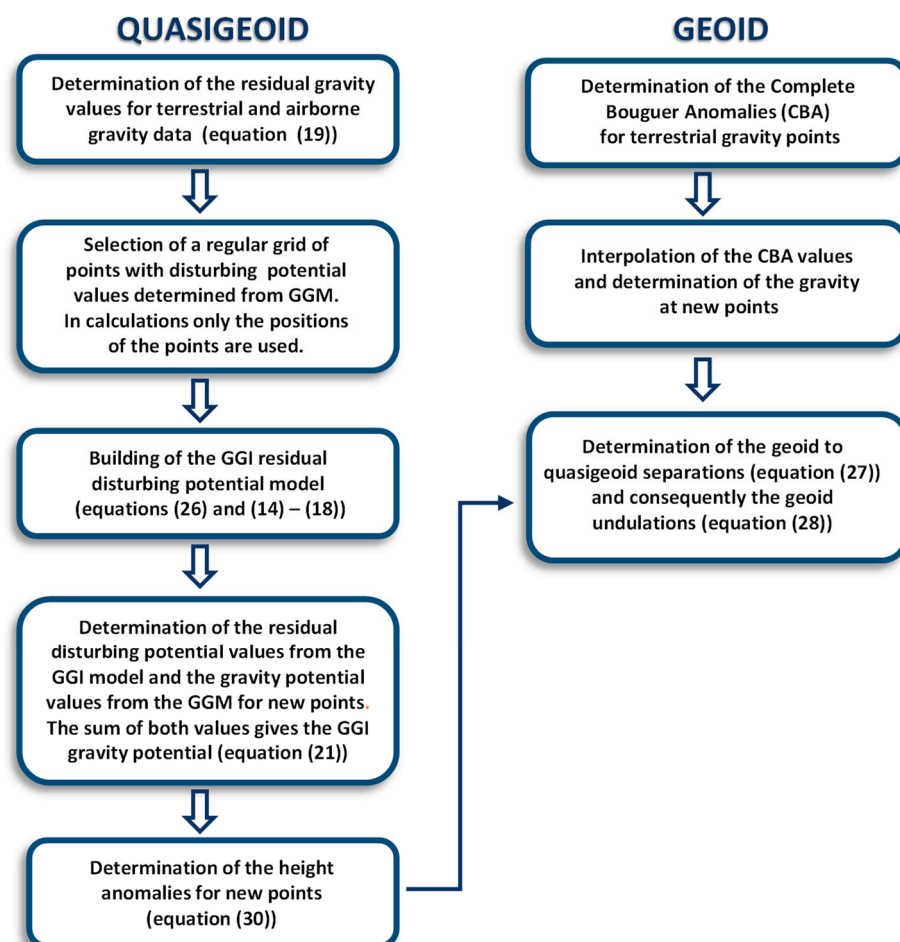 QUASIGEOID
Determination of the residual gravity
values for terrestrial and airborne
gravity data (equation (19))
Selection of a regular grid of
points with disturbing potential
values determined from GGM.
In calculations only the positions
of the points are used.
Building of the GGI residual
disturbing potential model
(equations (26) and (14) – (18))
Determination of the residual
disturbing potential values from the
GGI model and the gravity potential
values from the GGM for new points.
The sum of both values gives the GGI
gravity potential (equation (21))
Determination of the height
anomalies for new points
(equation (30))
GEOID
Determination of the Complete
Bouguer Anomalies (CBA)
for terrestrial gravity points
Interpolation of the CBA values
and determination of the gravity
at new points
Determination of the geoid to
quasigeoid separations (equation (27))
and consequently the geoid
undulations (equation (28))